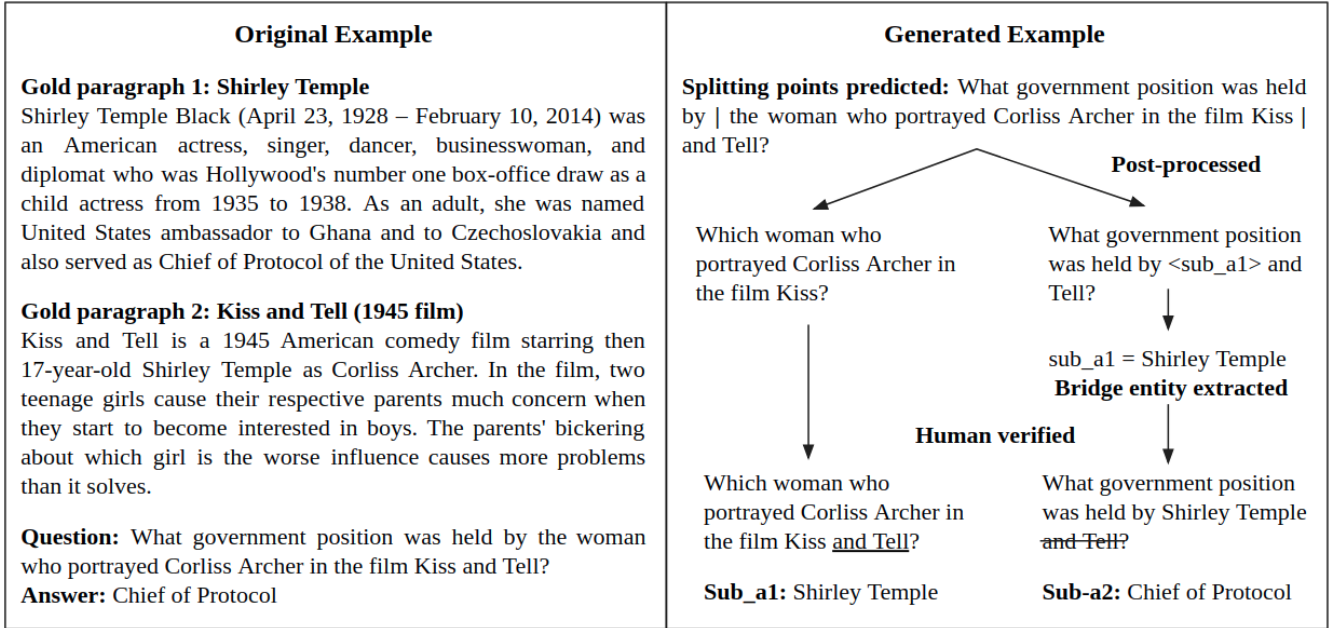 Original Example
Gold paragraph 1: Shirley Temple
Shirley Temple Black (April 23, 1928 – February 10, 2014) was
an American actress, singer, dancer, businesswoman, and
diplomat who was Hollywood's number one box-office draw as a
child actress from 1935 to 1938. As an adult, she was named
United States ambassador to Ghana and to Czechoslovakia and
also served as Chief of Protocol of the United States.
Gold paragraph 2: Kiss and Tell (1945 film)
Kiss and Tell is a 1945 American comedy film starring then
17-year-old Shirley Temple as Corliss Archer. In the film, two
teenage girls cause their respective parents much concern when
they start to become interested in boys. The parents' bickering
about which girl is the worse influence causes more problems
than it solves.
Question: What government position was held by the woman
who portrayed Corliss Archer in the film Kiss and Tell?
Answer: Chief of Protocol
Generated Example
Splitting points predicted: What government position was held
by | the woman who portrayed Corliss Archer in the film Kiss |
and Tell?
Post-processed
Which woman who
portrayed Corliss Archer in
the film Kiss?
What government position
was held by <sub_a1> and
Tell?
sub_a1 = Shirley Temple
Bridge entity extracted
Human verified
Which woman who
portrayed Corliss Archer in
the film Kiss and Tell?
What government position
was held by Shirley Temple
and Tell?
Sub_a1: Shirley Temple
Sub-a2: Chief of Protocol